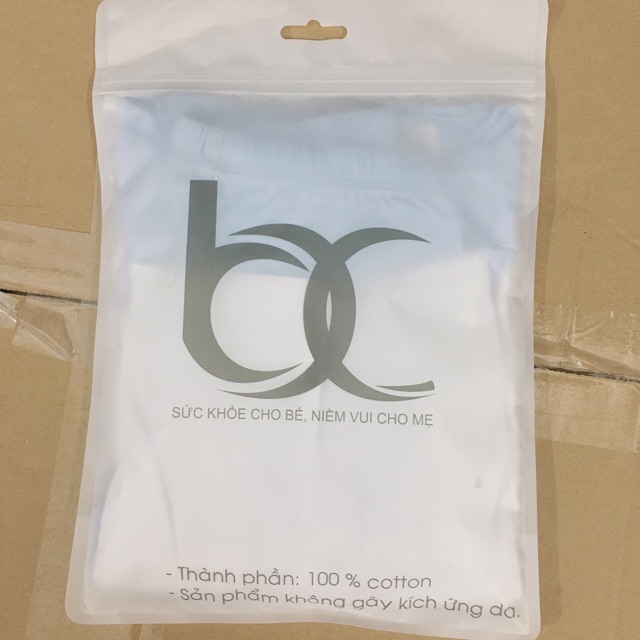 bc
SỨC KHỎE CHO BÉ, NIỀM VUI CHO MẸ
- Thành phần: 100 % cotton
- Sản phẩm không gây kích ứng da.